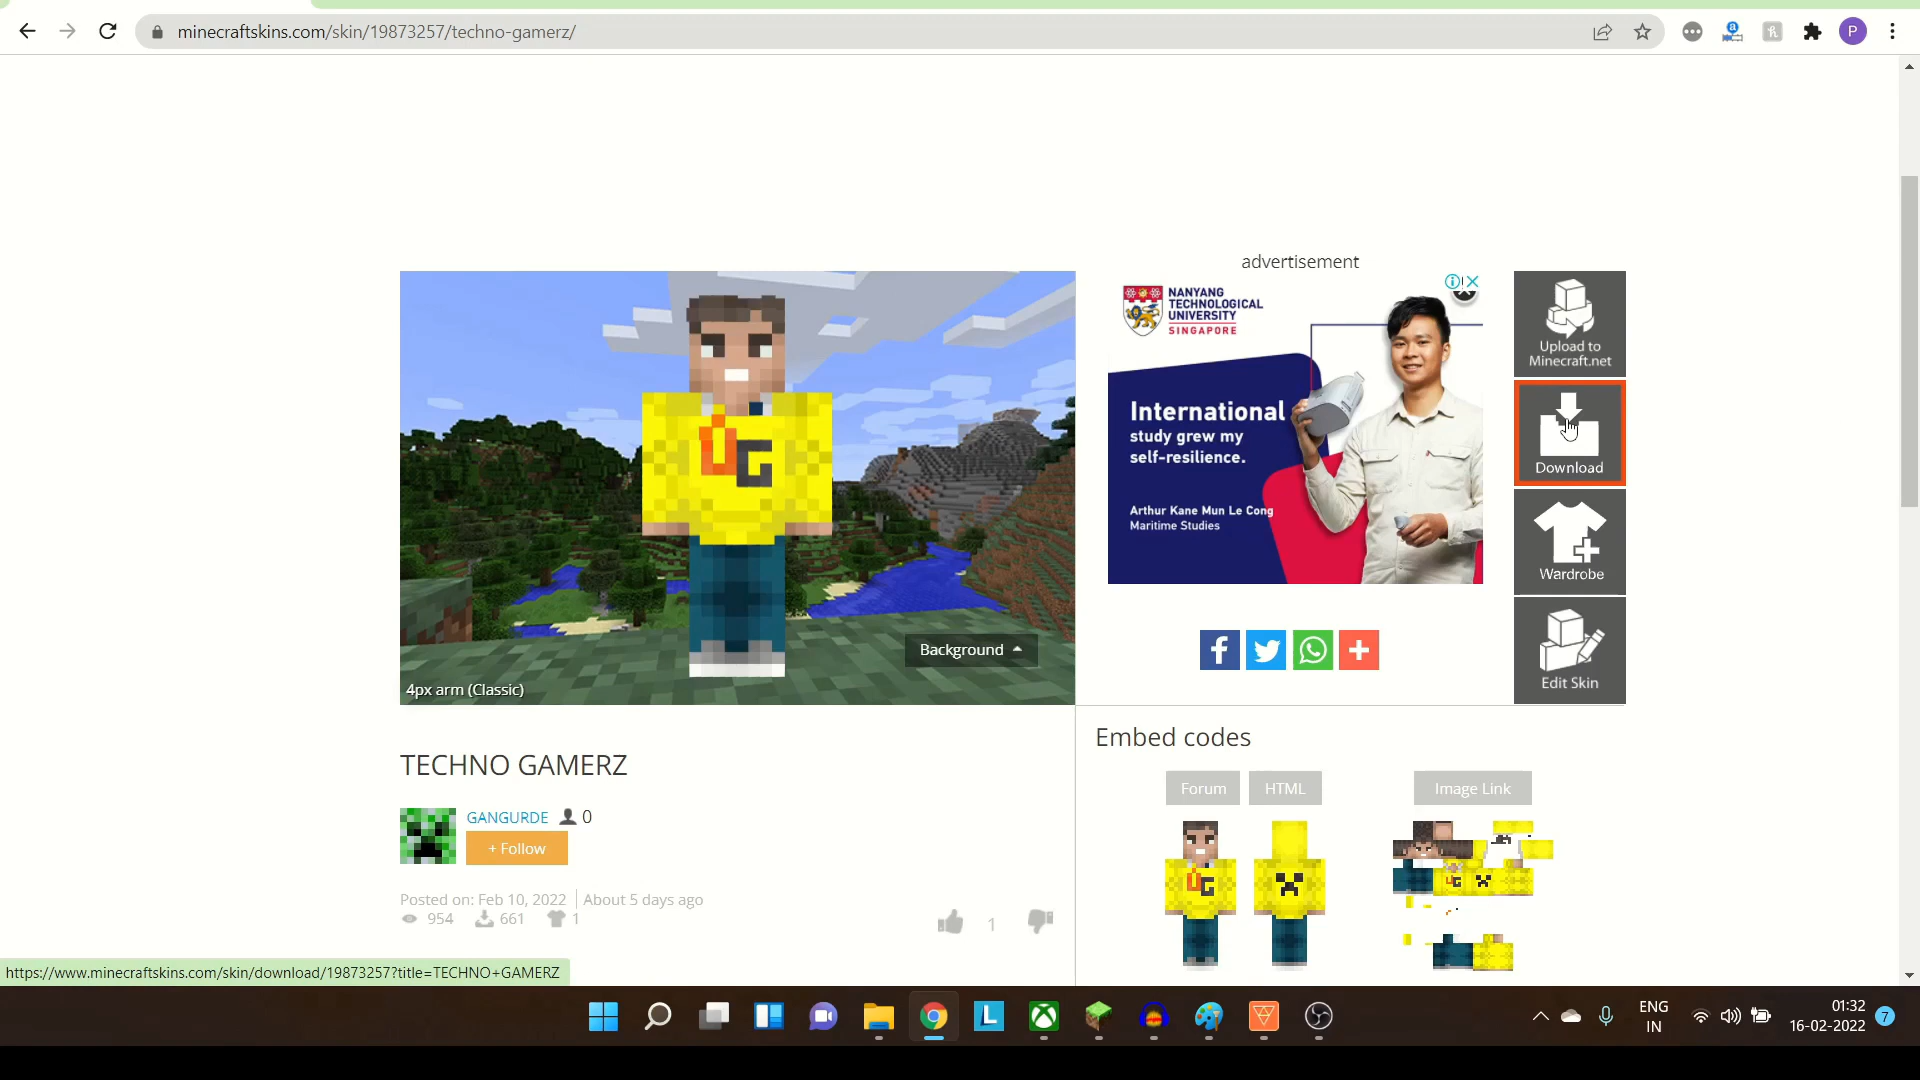 minecraftskins.com/skin/19873257/techno-gamerz/
P
advertisement
NANYANG
TECHNOLOGICAL
UNIVERSITY
SINGAPORE
International
study grew my
self-resilience.
Arthur Kane Mun Le Cong
Maritime Studies
Upload to
Minecraft.net
Download
Wardrobe
Edit Skin
UG
Background
4px arm (Classic)
TECHNO GAMERZ
GANGURDE 0
+ Follow
Posted on: Feb 10, 2022 About 5 days ago
954 661 1
1
Embed codes
Forum HTML Image Link
https://www.minecraftskins.com/skin/download/19873257?title=TECHNO+GAMERZ
L
ENG
IN
01:32
16-02-2022
7